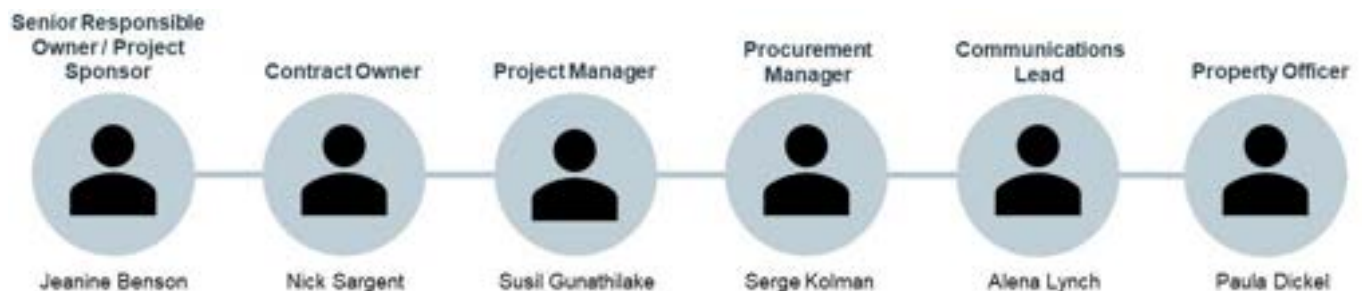 Senior Responsible
Owner / Project
Sponsor
Contract Owner
Project Manager
Procurement
Manager
Communications
Lead
Property Officer
Jeanine Benson
Nick Sargent
Susil Gunathilake
Serge Kolman
Alena Lynch
Paula Dickel